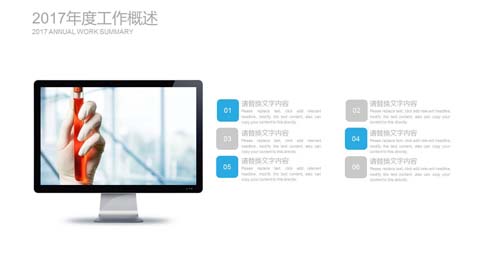 2017年度工作概述
2017 ANNUAL WORK SUMMARY
01
请替换文字内容
Please replace text, click add relevant
headline, modify the text content, also can
copy your content to this directly.
02
请替换文字内容
Please replace text, click add relevant headline,
modify the text content, also can copy your
content to this directly.
03
请替换文字内容
Please replace text, click add relevant
headline, modify the text content, also can
copy your content to this directly.
04
请替换文字内容
Please replace text, click add relevant headline,
modify the text content, also can copy your
content to this directly.
05
请替换文字内容
Please replace text, click add relevant
headline, modify the text content, also can
copy your content to this directly.
06
请替换文字内容
Please replace text, click add relevant headline,
modify the text content, also can copy your
content to this directly.